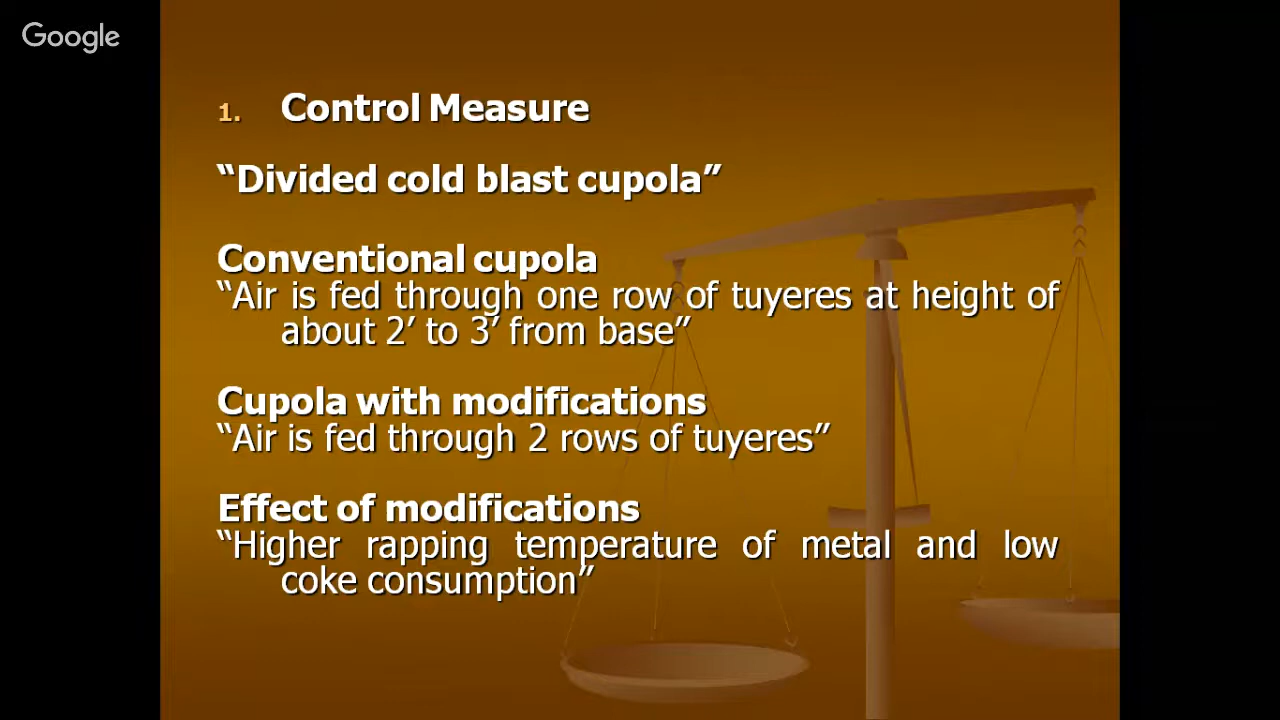 Google
1. Control Measure
“Divided cold blast cupola”
Conventional cupola
“Air is fed through one row of tuyeres at height of
about 2’ to 3’ from base”
Cupola with modifications
“Air is fed through 2 rows of tuyeres”
Effect of modifications
“Higher rapping temperature of metal and low
coke consumption”